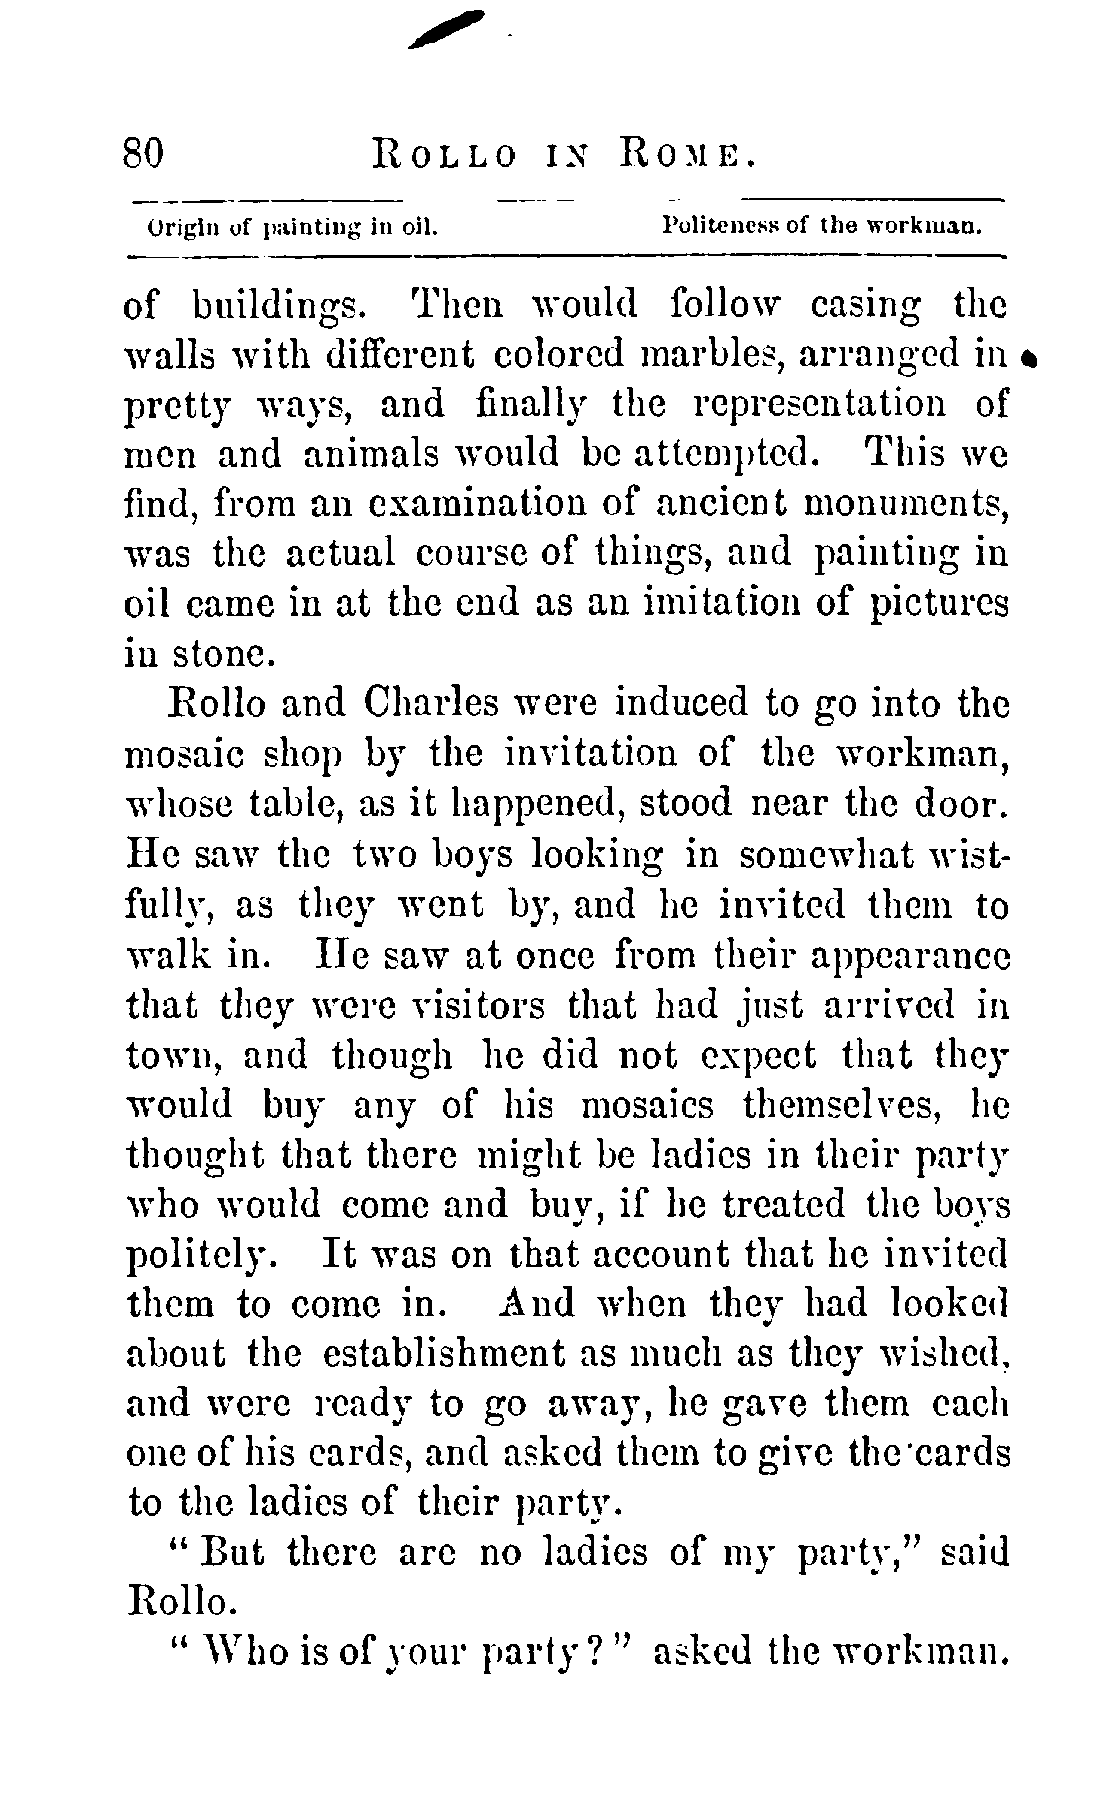 80 ROLLO IN ROME.
Origin of painting in oil. Politeness of the workman.
of buildings. Then would follow casing the
walls with different colored marbles, arranged in
pretty ways, and finally the representation of
men and animals would be attempted. This we
find, from an examination of ancient monuments,
was the actual course of things, and painting in
oil came in at the end as an imitation of pictures
in stone.
Rollo and Charles were induced to go into the
mosaic shop by the invitation of the workman,
whose table, as it happened, stood near the door.
He saw the two boys looking in somewhat wist-
fully, as they went by, and he invited them to
walk in. He saw at once from their appearance
that they were visitors that had just arrived in
town, and though he did not expect that they
would buy any of his mosaics themselves, he
thought that there might be ladies in their party
who would come and buy, if he treated the boys
politely. It was on that account that he invited
them to come in. And when they had looked
about the establishment as much as they wished,
and were ready to go away, he gave them each
one of his cards, and asked them to give the cards
to the ladies of their party.
“But there are no ladies of my party,” said
Rollo.
“Who is of your party?” asked the workman.